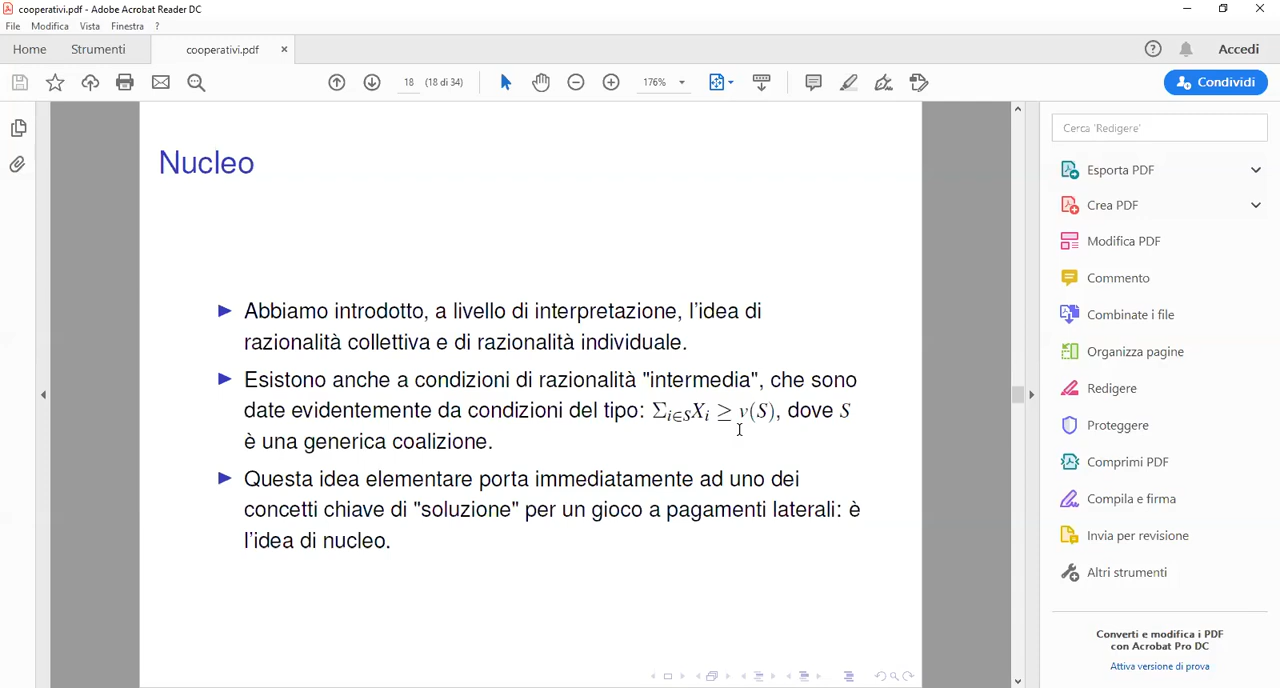 cooperativi.pdf - Adobe Acrobat Reader DC
File Modifica Vista Finestra ?
Home Strumenti cooperativi.pdf × Accedi
18 (18 di 34) 176% Condividi
Nucleo
Abbiamo introdotto, a livello di interpretazione, l'idea di
razionalità collettiva e di razionalità individuale.
Esistono anche a condizioni di razionalità "intermedia", che sono
date evidentemente da condizioni del tipo: Σi∈SXi ≥ v(S), dove S
è una generica coalizione.
Questa idea elementare porta immediatamente ad uno dei
concetti chiave di "soluzione" per un gioco a pagamenti laterali: è
l'idea di nucleo.
Cerca 'Redigere'
Esporta PDF
Crea PDF
Modifica PDF
Commento
Combinate i file
Organizza pagine
Redigere
Proteggere
Comprimi PDF
Compila e firma
Invia per revisione
Altri strumenti
Converti e modifica i PDF
con Acrobat Pro DC
Attiva versione di prova